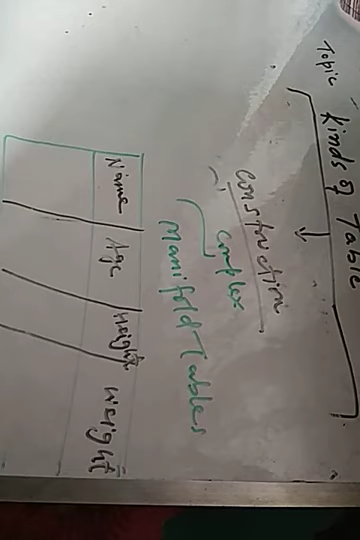 Topic - Kinds of Table
Construction
Complex
Manifold Tables
Name Age Height Weight